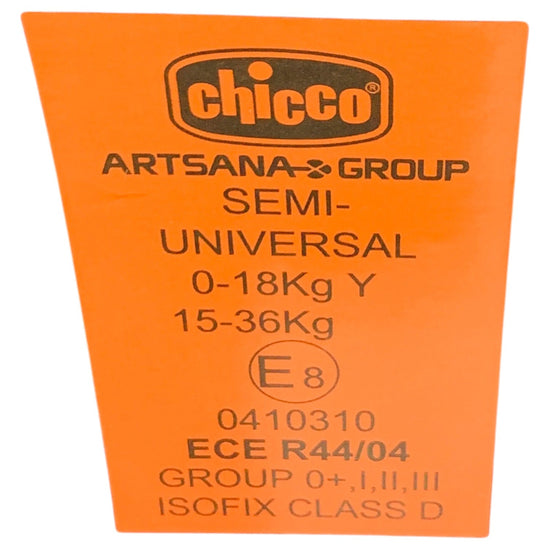 chicco®
ARTSANA GROUP
SEMI-
UNIVERSAL
0-18Kg Y
15-36Kg
E 8
0410310
ECE R44/04
GROUP 0+,I,II,III
ISOFIX CLASS D